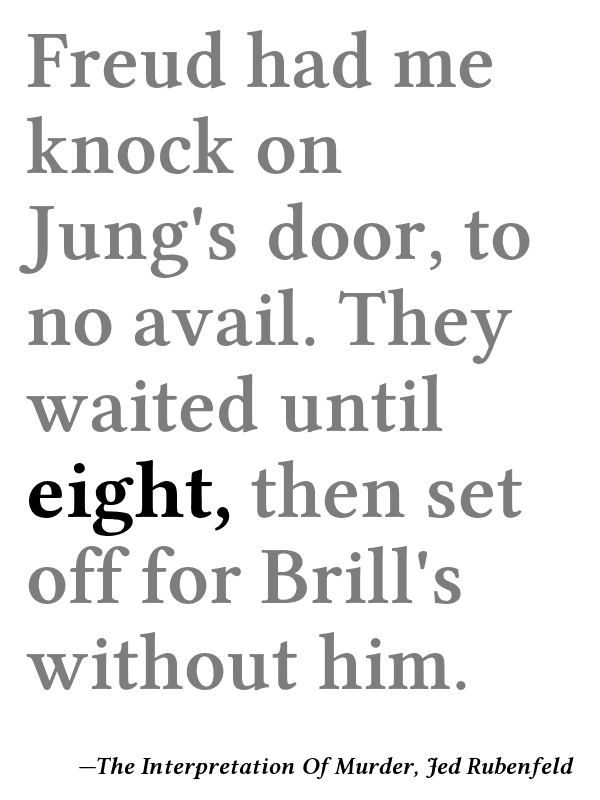 Freud had me
knock on
Jung's door, to
no avail. They
waited until
eight, then set
off for Brill's
without him.
—The Interpretation Of Murder, Jed Rubenfeld